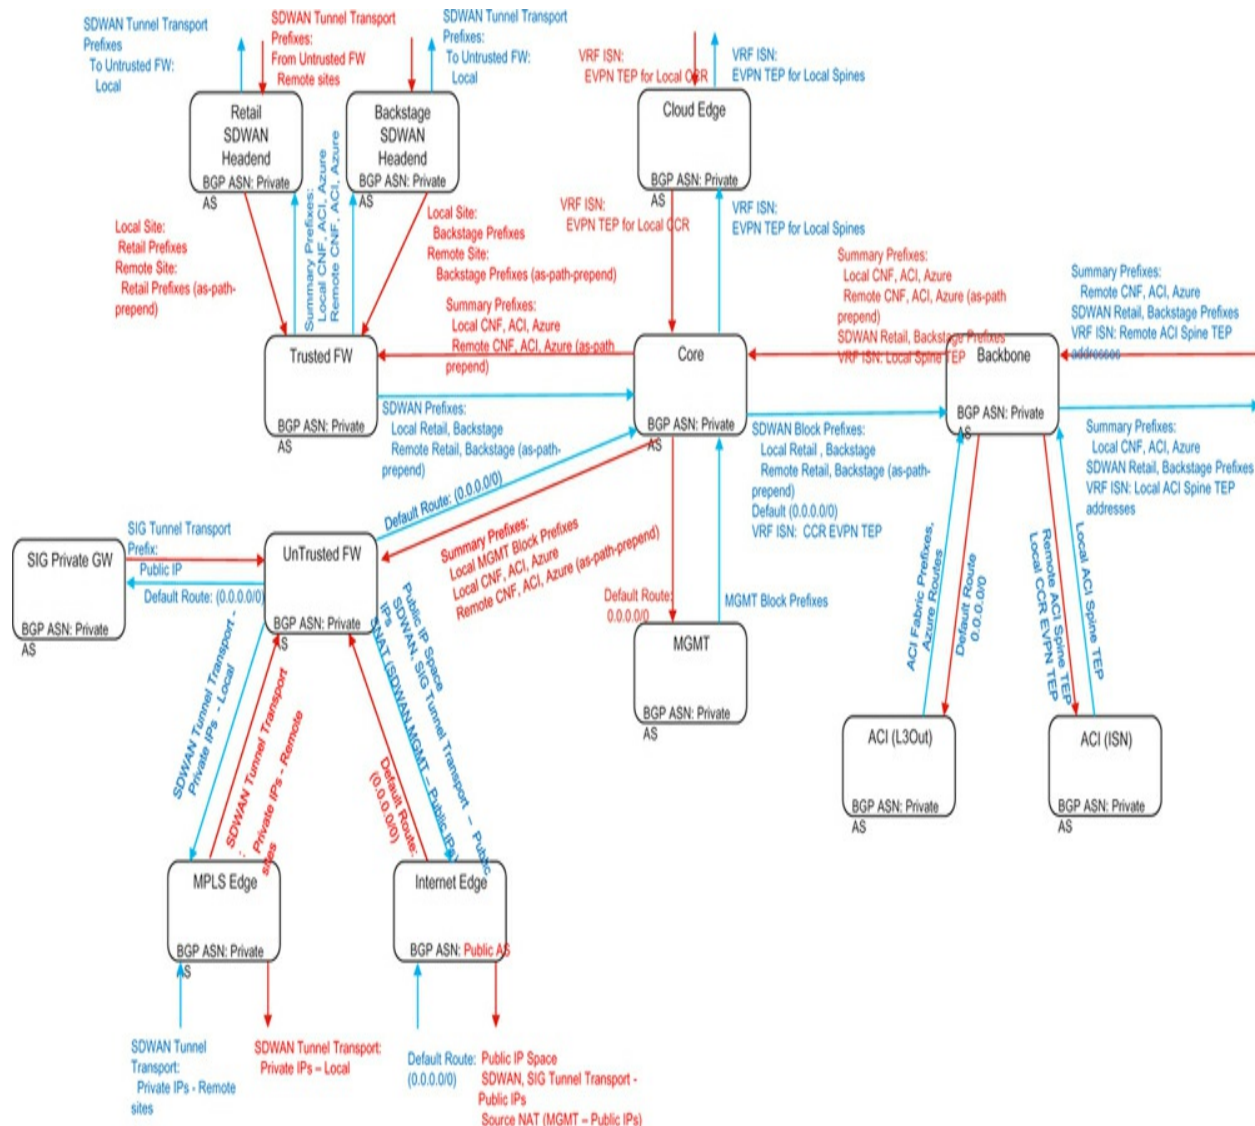 SDWAN Tunnel Transport
Prefixes
To Untrusted FW:
Local
SDWAN Tunnel Transport
Prefixes:
From Untrusted FW
Remote sites
SDWAN Tunnel Transport
Prefixes:
To Untrusted FW:
Local
VRF ISN:
EVPN TEP for Local CCR
VRF ISN:
EVPN TEP for Local Spines
Retail
SDWAN
Headend
BGP ASN: Private
AS
Backstage
SDWAN
Headend
BGP ASN: Private
AS
Cloud Edge
BGP ASN: Private
AS
Local Site:
Retail Prefixes
Remote Site:
Retail Prefixes (as-path-
prepend)
Summary Prefixes:
Local CNF, ACI, Azure
Remote CNF, ACI, Azure
Local Site:
Backstage Prefixes
Remote Site:
Backstage Prefixes (as-path-prepend)
VRF ISN:
EVPN TEP for Local CCR
VRF ISN:
EVPN TEP for Local Spines
Summary Prefixes:
Local CNF, ACI, Azure
Remote CNF, ACI, Azure (as-path
prepend)
Summary Prefixes:
Local CNF, ACI, Azure
Remote CNF, ACI, Azure (as-path
prepend)
SDWAN Retail, Backstage Prefixes
VRF ISN: Local Spine TEP
Summary Prefixes:
Remote CNF, ACI, Azure
SDWAN Retail, Backstage Prefixes
VRF ISN: Remote ACI Spine TEP
addresses
Trusted FW
BGP ASN: Private
AS
Core
BGP ASN: Private
AS
Backbone
BGP ASN: Private
AS
SDWAN Prefixes:
Local Retail, Backstage
Remote Retail, Backstage (as-path-
prepend)
SDWAN Block Prefixes:
Local Retail , Backstage
Remote Retail, Backstage (as-path-
prepend)
Default (0.0.0.0/0)
VRF ISN: CCR EVPN TEP
Summary Prefixes:
Local CNF, ACI, Azure
SDWAN Retail, Backstage Prefixes
VRF ISN: Local ACI Spine TEP
addresses
Default Route: (0.0.0.0/0)
Summary Prefixes:
Local MGMT Block Prefixes
Local CNF, ACI, Azure
Remote CNF, ACI, Azure (as-path-prepend)
SIG Private GW
BGP ASN: Private
AS
SIG Tunnel Transport
Prefix:
Public IP
Default Route: (0.0.0.0/0)
UnTrusted FW
BGP ASN: Private
AS
Default Route:
0.0.0.0/0
MGMT Block Prefixes
MGMT
BGP ASN: Private
AS
ACI Fabric Prefixes,
Azure Routes
Default Route
0.0.0.0/0
Remote ACI Spine TEP
Local CCR EVPN TEP
Local ACI Spine TEP
ACI (L3Out)
BGP ASN: Private
AS
ACI (ISN)
BGP ASN: Private
AS
SDWAN Tunnel Transport -
Private IPs - Local
SDWAN Tunnel Transport
: Private IPs - Remote
sites
Default Route:
(0.0.0.0/0)
Public IP Space
SDWAN, SIG Tunnel Transport – Public
IPs
SNAT (SDWAN,MGMT – Public IPs)
MPLS Edge
BGP ASN: Private
AS
Internet Edge
BGP ASN: Public AS
SDWAN Tunnel
Transport:
Private IPs - Remote
sites
SDWAN Tunnel Transport:
Private IPs – Local
Default Route:
(0.0.0.0/0)
Public IP Space
SDWAN, SIG Tunnel Transport -
Public IPs
Source NAT (MGMT – Public IPs)